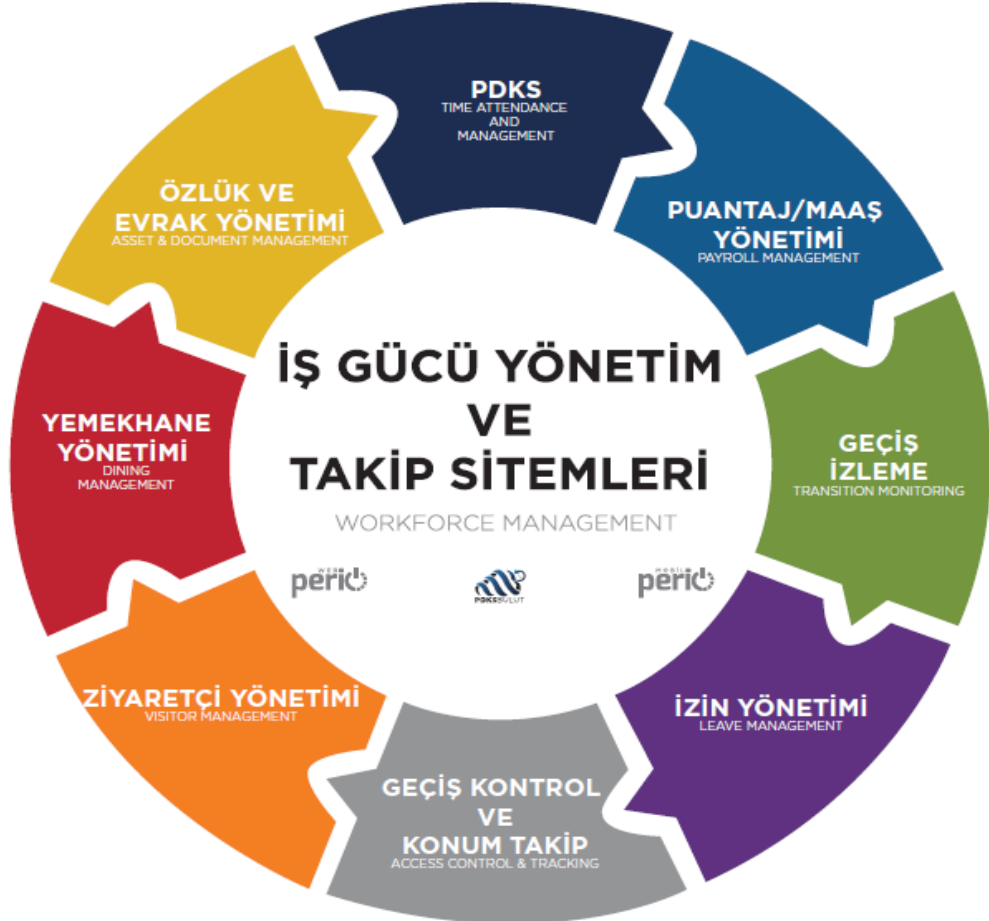 PDKS
TIME ATTENDANCE
AND
MANAGEMENT
PUANTAJ/MAAŞ
YÖNETİMİ
PAYROLL MANAGEMENT
GEÇİŞ
İZLEME
TRANSITION MONITORING
İZİN YÖNETİMİ
LEAVE MANAGEMENT
GEÇİŞ KONTROL
VE
KONUM TAKİP
ACCESS CONTROL & TRACKING
ZİYARETÇİ YÖNETİMİ
VISITOR MANAGEMENT
YEMEKHANE
YÖNETİMİ
DINING
MANAGEMENT
ÖZLÜK VE
EVRAK YÖNETİMİ
ASSET & DOCUMENT MANAGEMENT
İŞ GÜCÜ YÖNETİM
VE
TAKİP SİTEMLERİ
WORKFORCE MANAGEMENT
WEB
perio
PDKSBULUT
MOBİL
perio